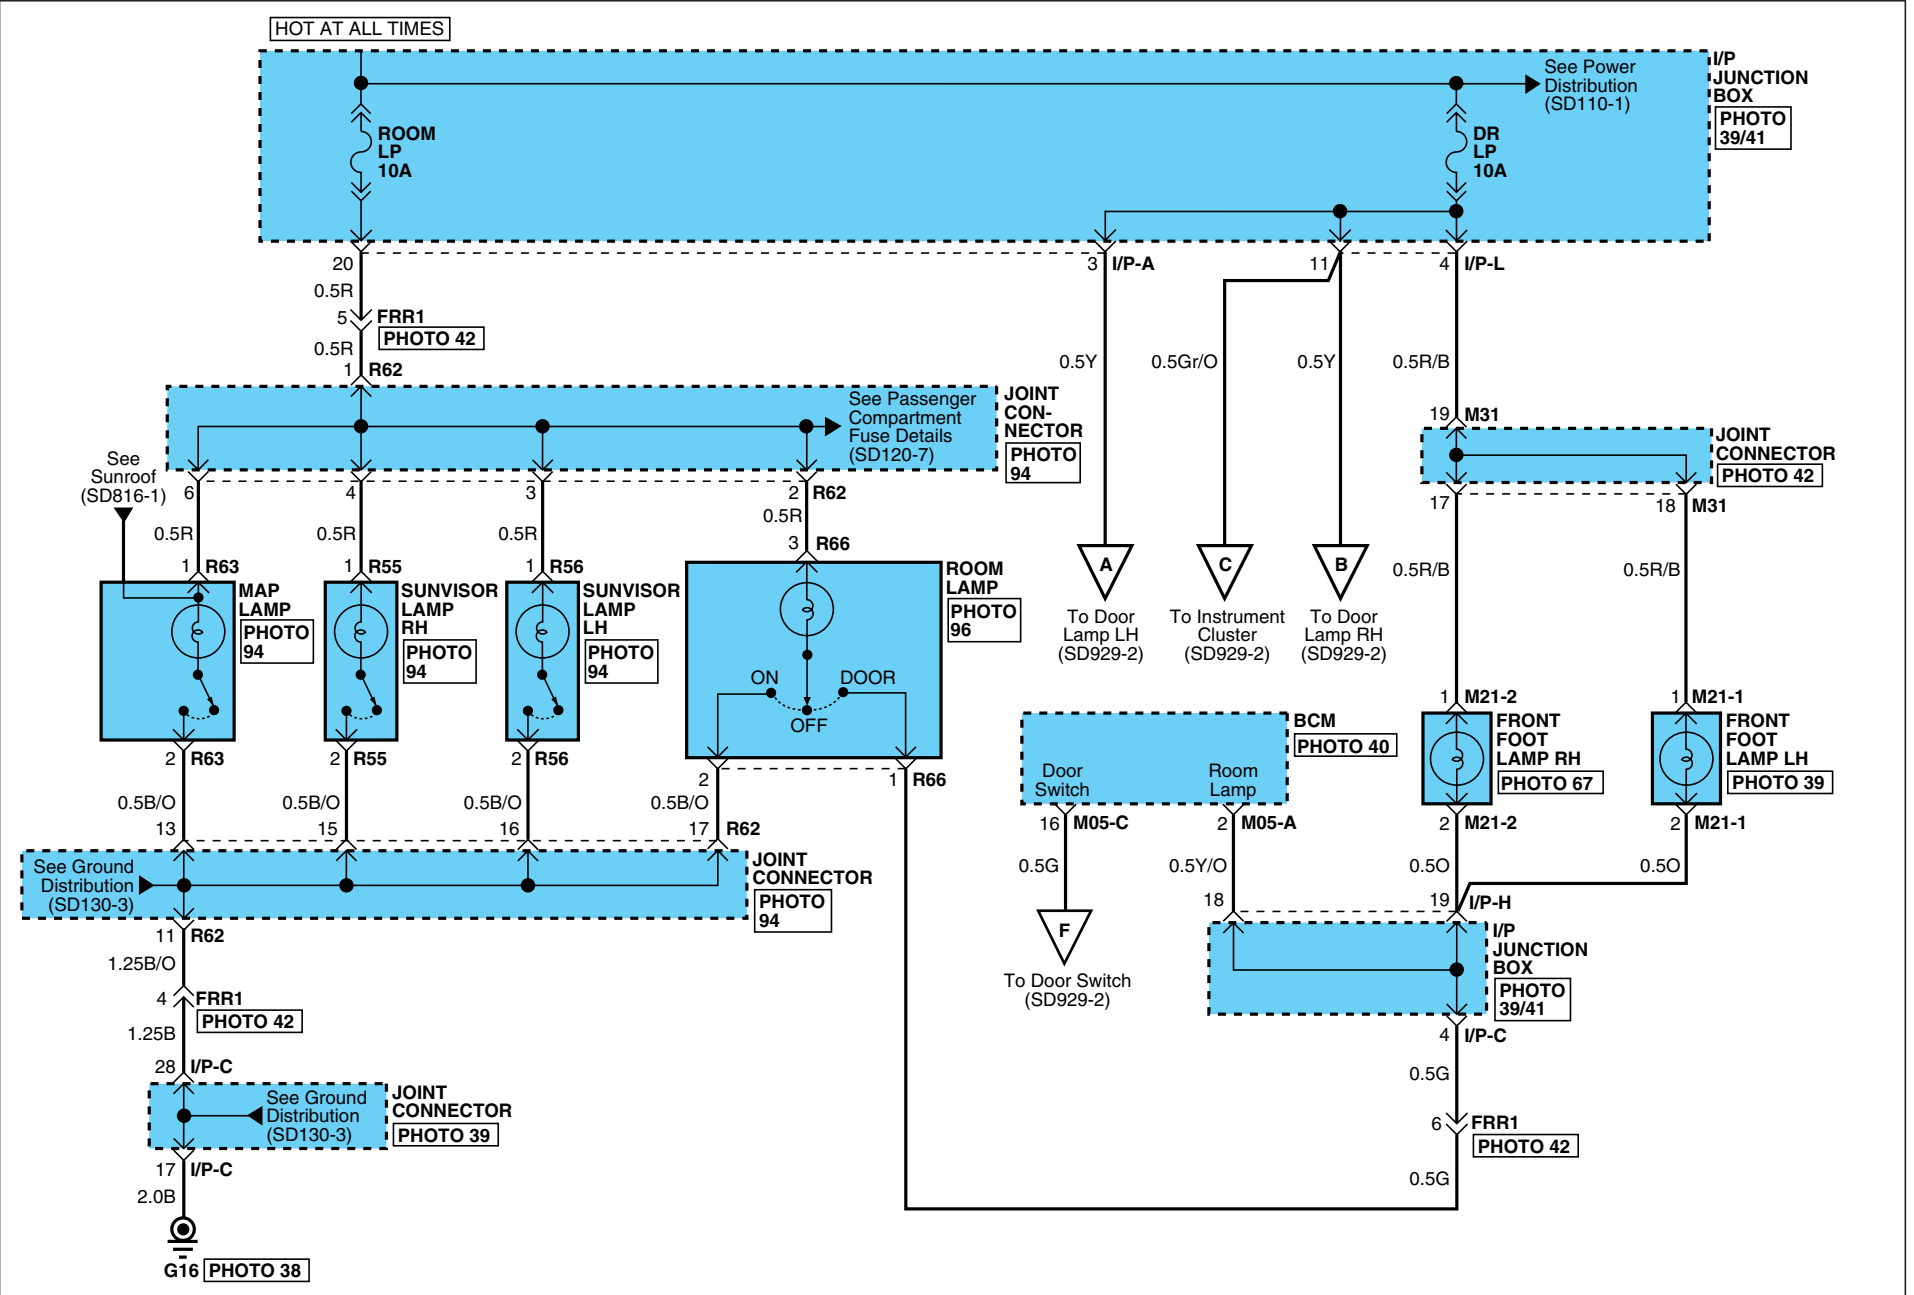 HOT AT ALL TIMES
See Power
Distribution
(SD110-1)
I/P
JUNCTION
BOX
PHOTO
39/41
ROOM
LP
10A
DR
LP
10A
20
3 I/P-A
11
4 I/P-L
0.5R
5 FRR1
PHOTO 42
0.5R
1 R62
0.5Y
0.5Gr/O
0.5Y
0.5R/B
See Passenger
Compartment
Fuse Details
(SD120-7)
JOINT
CON-
NECTOR
PHOTO
94
19 M31
JOINT
CONNECTOR
PHOTO 42
See
Sunroof
(SD816-1)
6
4
3
2 R62
17
18 M31
0.5R
0.5R
0.5R
0.5R
3 R66
1 R63
1 R55
1 R56
MAP
LAMP
PHOTO
94
SUNVISOR
LAMP
RH
PHOTO
94
SUNVISOR
LAMP
LH
PHOTO
94
ROOM
LAMP
PHOTO
96
ON
DOOR
OFF
A
C
B
0.5R/B
0.5R/B
To Door
Lamp LH
(SD929-2)
To Instrument
Cluster
(SD929-2)
To Door
Lamp RH
(SD929-2)
1 M21-2
1 M21-1
BCM
PHOTO 40
Door
Switch
Room
Lamp
FRONT
FOOT
LAMP RH
PHOTO 67
FRONT
FOOT
LAMP LH
PHOTO 39
2 R63
2 R55
2 R56
2
1 R66
16 M05-C
2 M05-A
2 M21-2
2 M21-1
0.5B/O
0.5B/O
0.5B/O
0.5B/O
13
15
16
17 R62
0.5G
0.5Y/O
0.5O
0.5O
See Ground
Distribution
(SD130-3)
JOINT
CONNECTOR
PHOTO
94
18
19 I/P-H
F
To Door Switch
(SD929-2)
I/P
JUNCTION
BOX
PHOTO
39/41
11 R62
1.25B/O
4 FRR1
PHOTO 42
1.25B
28 I/P-C
4 I/P-C
0.5G
See Ground
Distribution
(SD130-3)
JOINT
CONNECTOR
PHOTO 39
6 FRR1
PHOTO 42
17 I/P-C
0.5G
2.0B
G16 PHOTO 38